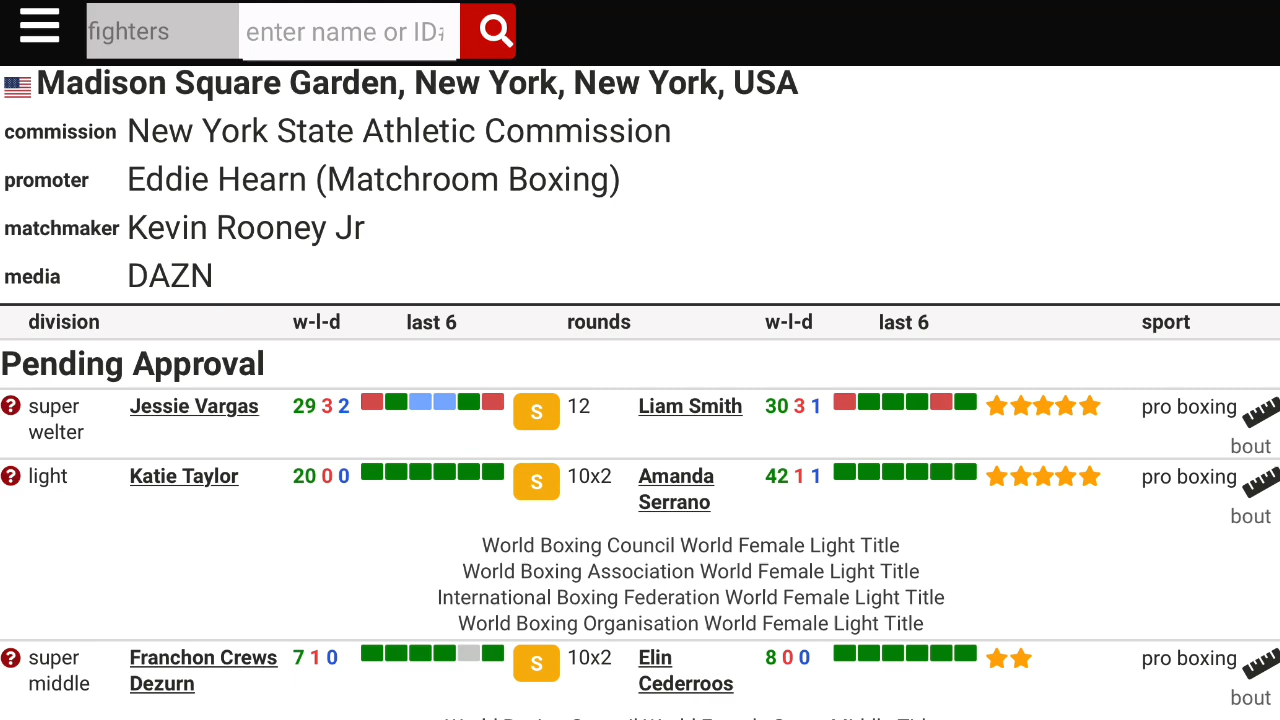 fighters enter name or ID#
Madison Square Garden, New York, New York, USA
commission New York State Athletic Commission
promoter Eddie Hearn (Matchroom Boxing)
matchmaker Kevin Rooney Jr
media DAZN
division w-l-d last 6 rounds w-l-d last 6 sport
Pending Approval
super Jessie Vargas 29 3 2 S 12 Liam Smith 30 3 1 pro boxing
welter
bout
light Katie Taylor 20 0 0 S 10x2 Amanda 42 1 1 pro boxing
Serrano
bout
World Boxing Council World Female Light Title
World Boxing Association World Female Light Title
International Boxing Federation World Female Light Title
World Boxing Organisation World Female Light Title
super Franchon Crews 7 1 0 S 10x2 Elin 8 0 0 pro boxing
middle Dezurn Cederroos
bout